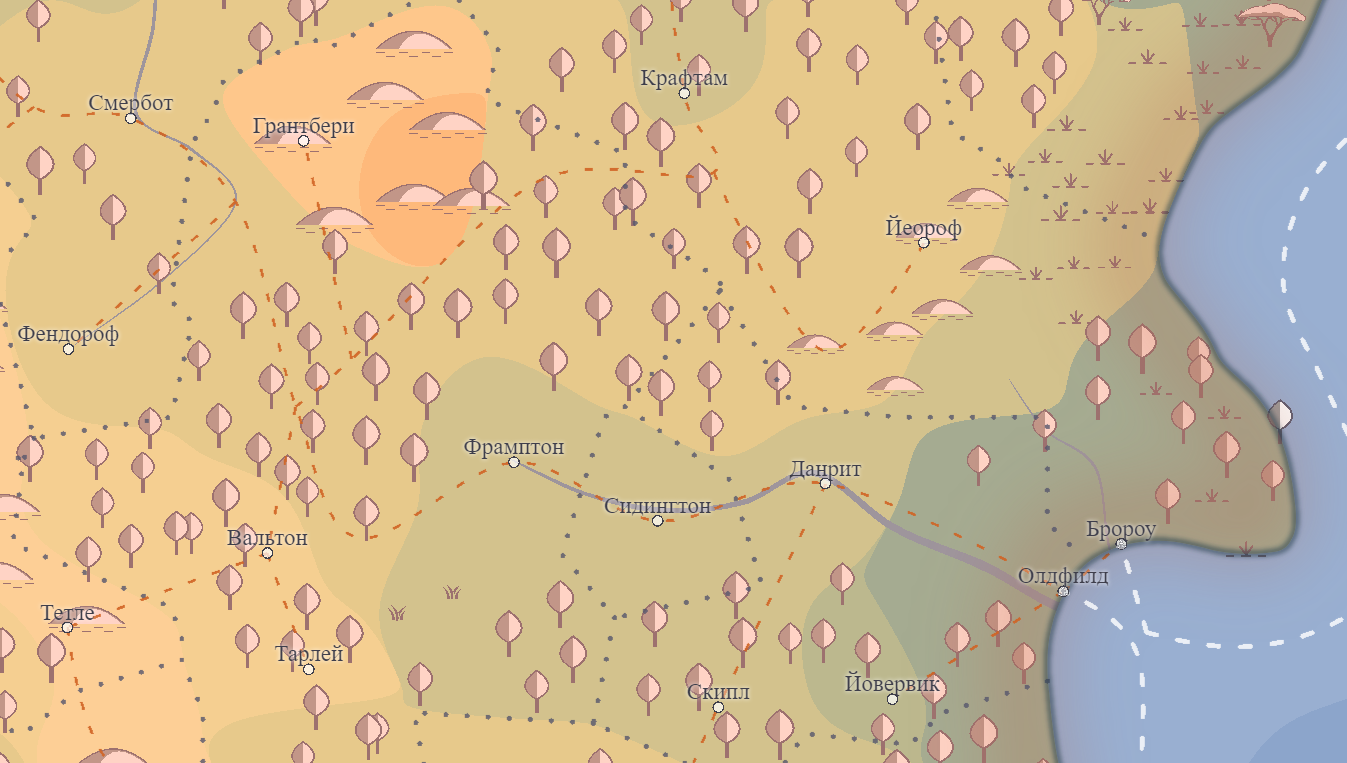 Крафтам
Смербот
Грантбери
Йеороф
Фендороф
Фрамптон
Данрит
Сидингтон
Бророу
Вальтон
Олдфилд
Тетле
Тарлей
Йовервик
Скипл